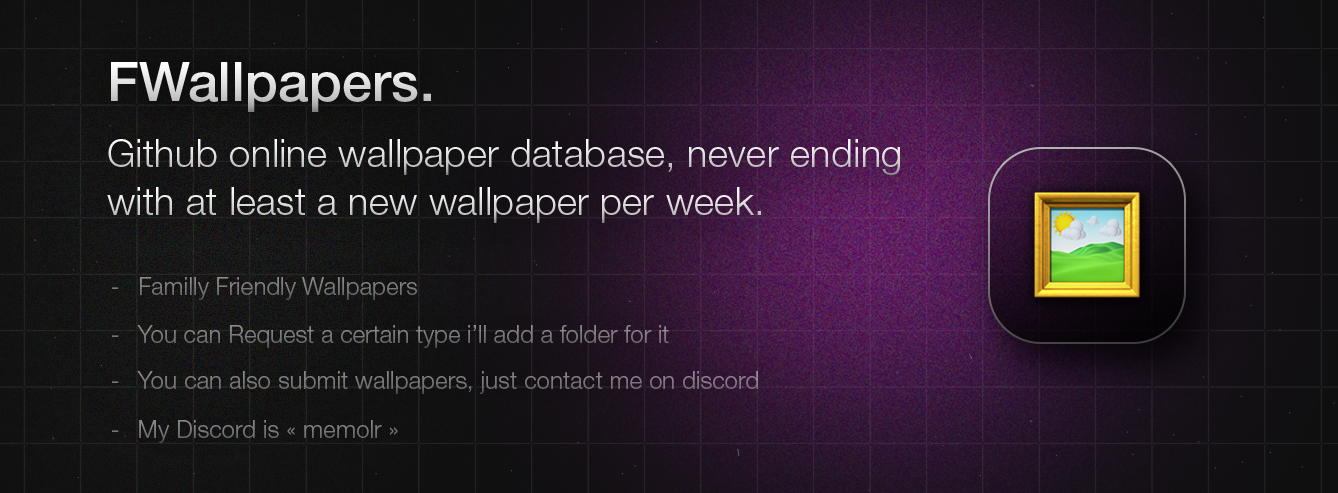 FWallpapers.
Github online wallpaper database, never ending
with at least a new wallpaper per week.
- Familly Friendly Wallpapers
- You can Request a certain type i’ll add a folder for it
- You can also submit wallpapers, just contact me on discord
- My Discord is « memolr »